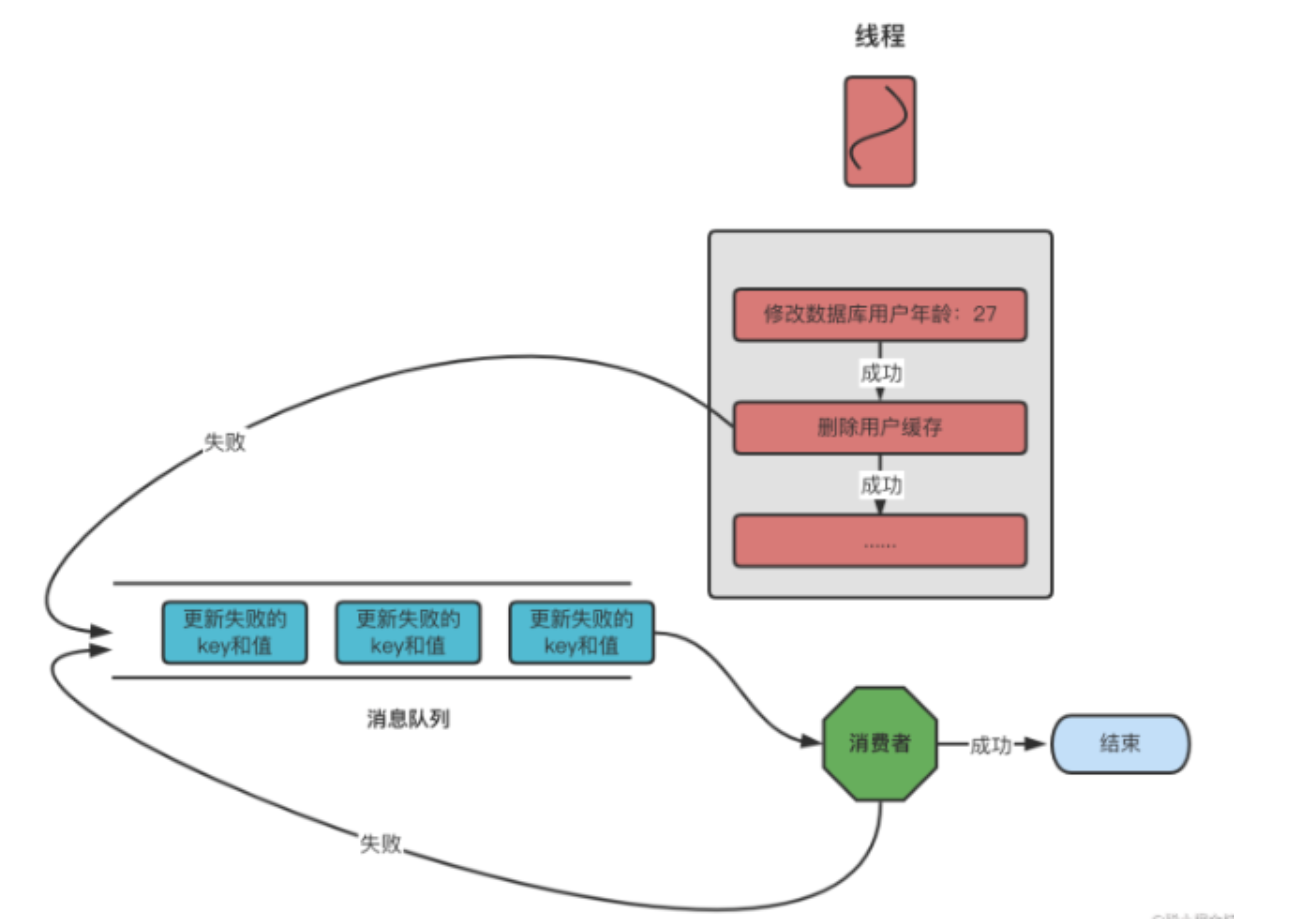 线程
修改数据库用户年龄：27
成功
删除用户缓存
成功
......
失败
更新失败的
key和值
更新失败的
key和值
更新失败的
key和值
消息队列
消费者
成功
结束
失败